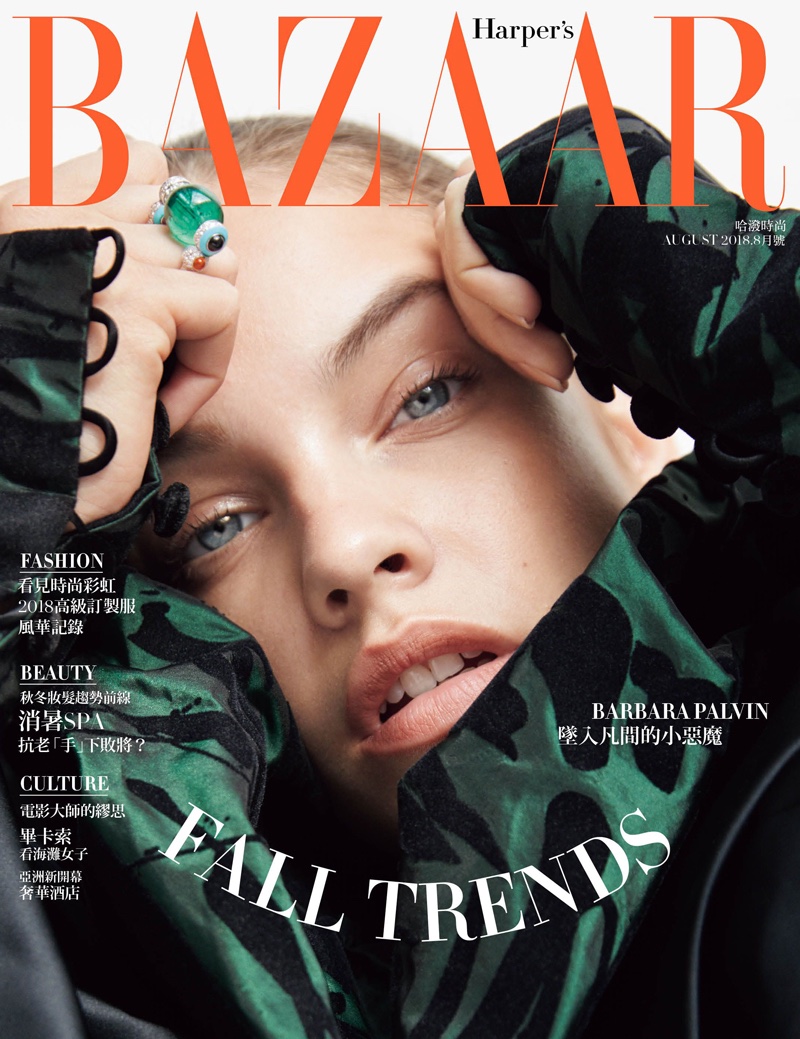 Harper's
BAZAAR
哈潑時尚
AUGUST 2018.8月號
FASHION
看見時尚彩虹
2018高級訂製服
風華記錄
BEAUTY
秋冬妝髮趨勢前線
消暑SPA
抗老「手」下敗將？
CULTURE
電影大師的繆思
畢卡索
看海灘女子
亞洲新開幕
奢華酒店
BARBARA PALVIN
墜入凡間的小惡魔
FALL TRENDS